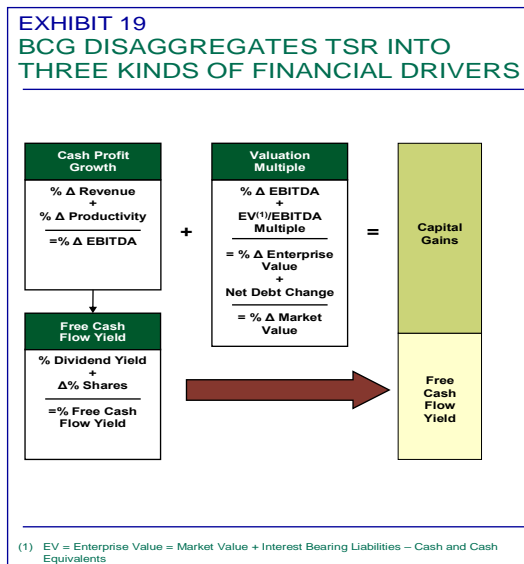 EXHIBIT 19
BCG DISAGGREGATES TSR INTO
THREE KINDS OF FINANCIAL DRIVERS
Cash Profit
Growth
% Δ Revenue
+
% Δ Productivity
=% Δ EBITDA
+
Valuation
Multiple
% Δ EBITDA
+
EV(1)/EBITDA
Multiple
= % Δ Enterprise
Value
+
Net Debt Change
= % Δ Market
Value
=
Capital
Gains
Free Cash
Flow Yield
% Dividend Yield
+
Δ% Shares
=% Free Cash
Flow Yield
Free
Cash
Flow
Yield
(1) EV = Enterprise Value = Market Value + Interest Bearing Liabilities – Cash and Cash
Equivalents